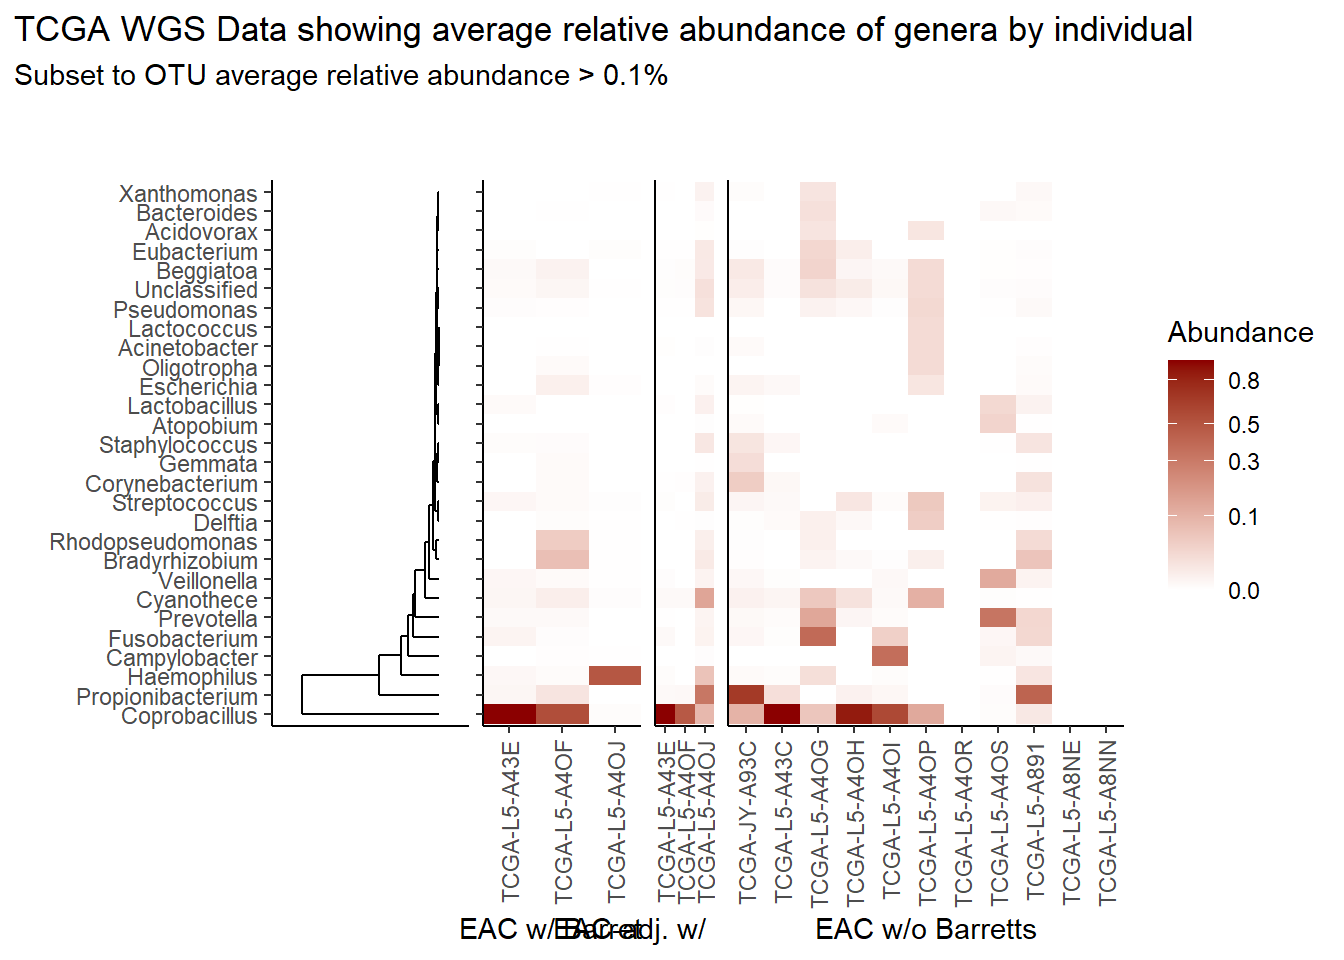 TCGA WGS Data showing average relative abundance of genera by individual
Subset to OTU average relative abundance > 0.1%
Xanthomonas
Bacteroides
Acidovorax
Eubacterium
Beggiatoa
Unclassified
Pseudomonas
Lactococcus
Acinetobacter
Oligotropha
Escherichia
Lactobacillus
Atopobium
Staphylococcus
Gemmata
Corynebacterium
Streptococcus
Delftia
Rhodopseudomonas
Bradyrhizobium
Veillonella
Cyanothece
Prevotella
Fusobacterium
Campylobacter
Haemophilus
Propionibacterium
Coprobacillus
TCGA-L5-A43E
TCGA-L5-A4OF
TCGA-L5-A4OJ
TCGA-L5-A43E
TCGA-L5-A4OF
TCGA-L5-A4OJ
TCGA-JY-A93C
TCGA-L5-A43C
TCGA-L5-A4OG
TCGA-L5-A4OH
TCGA-L5-A4OI
TCGA-L5-A4OP
TCGA-L5-A4OR
TCGA-L5-A4OS
TCGA-L5-A891
TCGA-L5-A8NE
TCGA-L5-A8NN
EAC w/ Barret
EAC-adj. w/
EAC w/o Barretts
Abundance
0.8
0.5
0.3
0.1
0.0